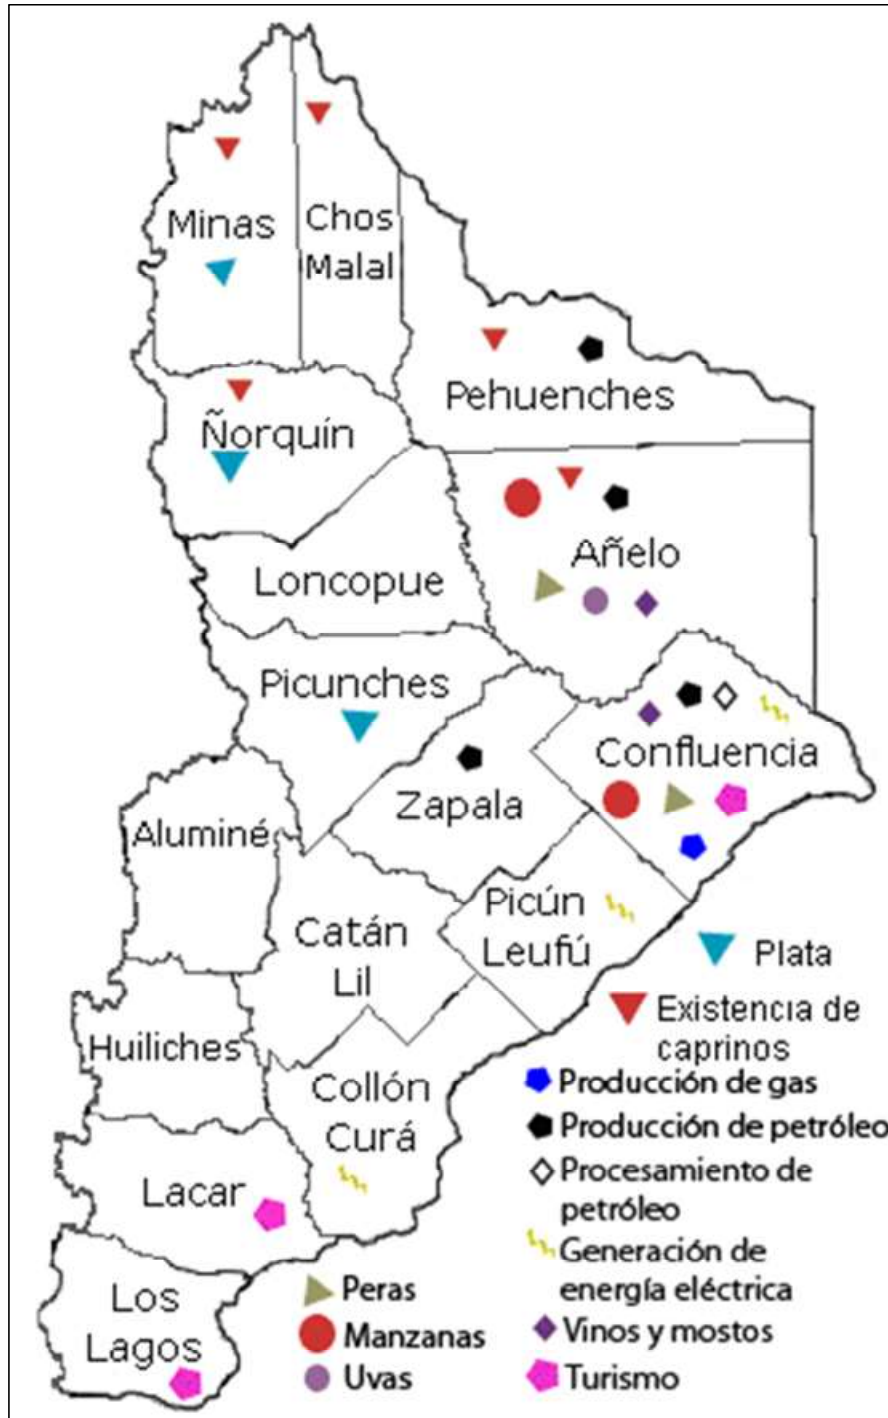 Minas
Chos
Malal
Pehuenches
Ñorquín
Añelo
Loncopue
Picunches
Confluencia
Zapala
Aluminé
Picún
Leufú
Catán
Lil
Huiliches
Collón
Curá
Lacar
Los
Lagos
Plata
Existencia de
caprinos
Producción de gas
Producción de petróleo
Procesamiento de
petróleo
Generación de
energía eléctrica
Vinos y mostos
Turismo
Peras
Manzanas
Uvas